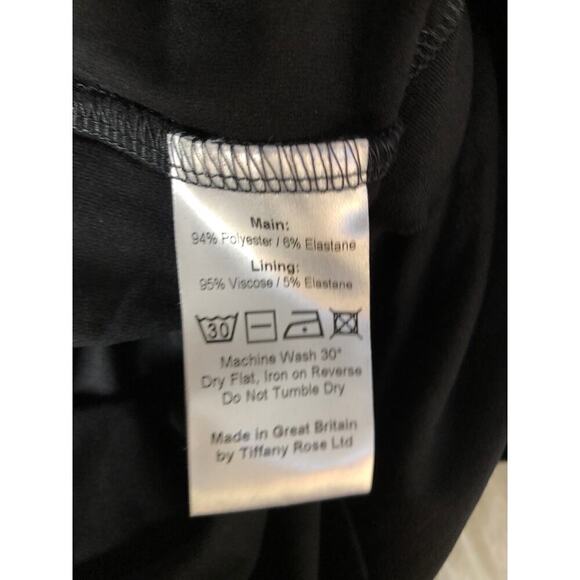 Main:
94% Polyester / 6% Elastane
Lining:
95% Viscose / 5% Elastane
30
Machine Wash 30°
Dry Flat, Iron on Reverse
Do Not Tumble Dry
Made in Great Britain
by Tiffany Rose Ltd